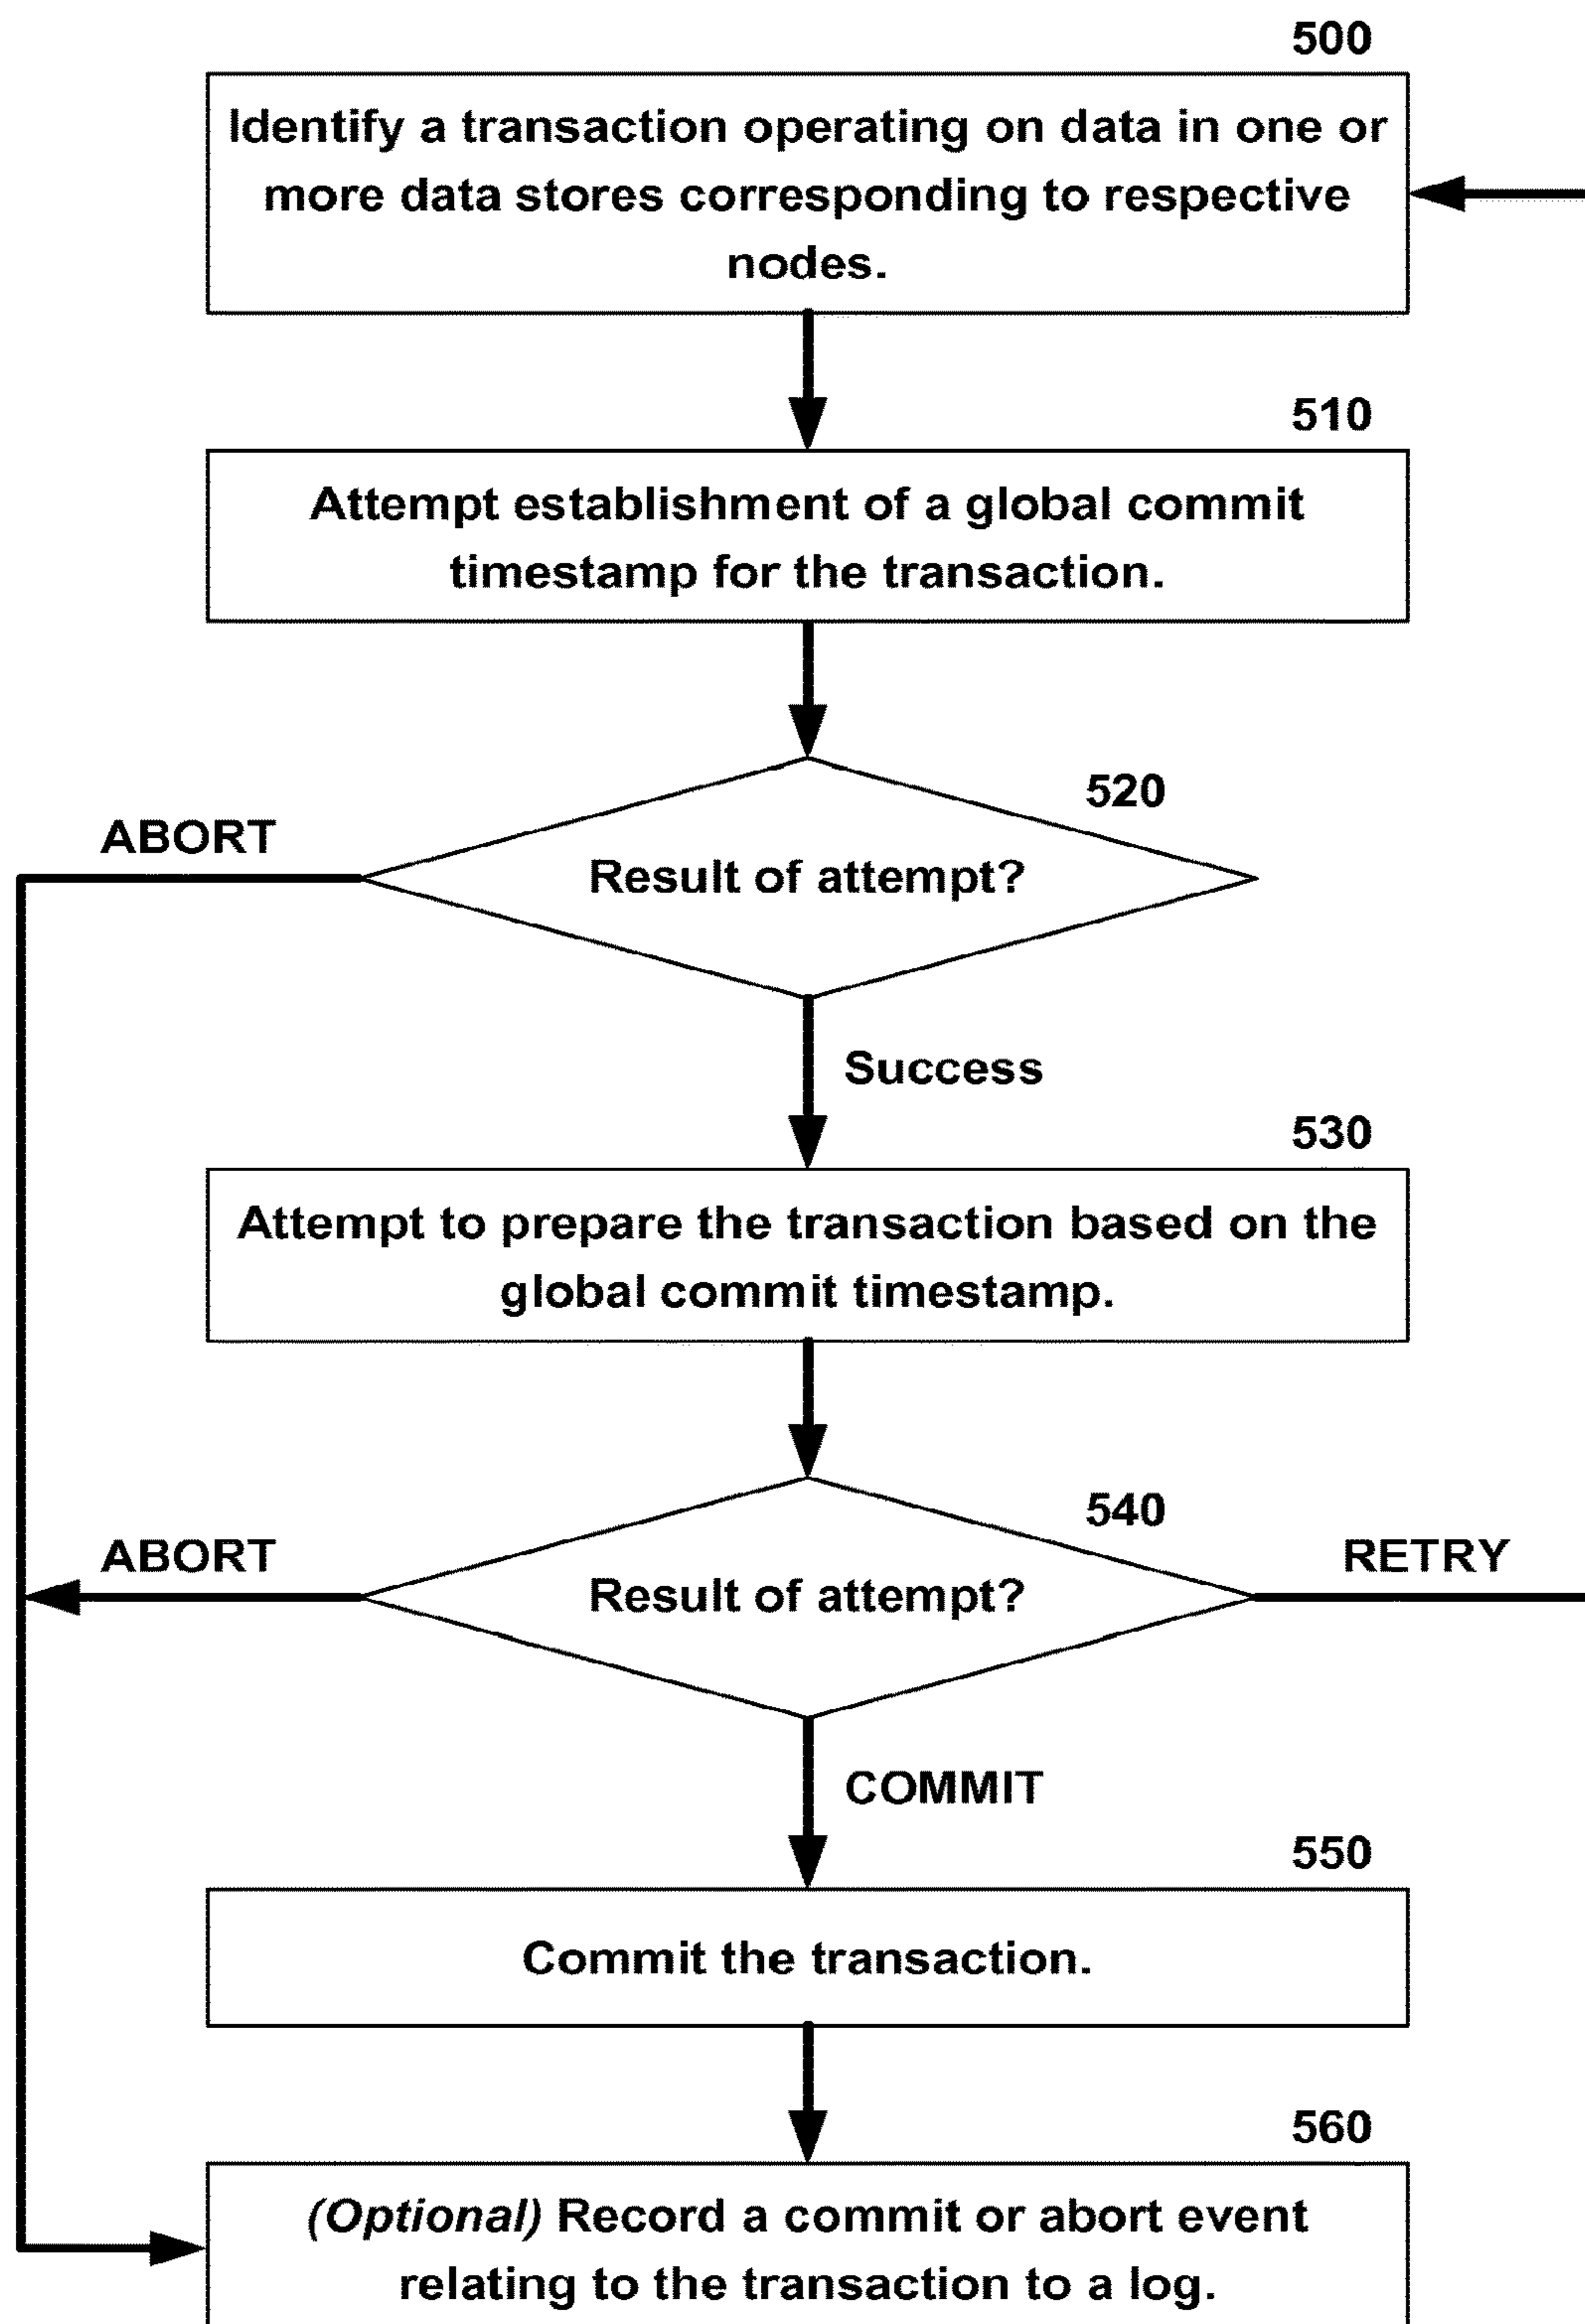 500
Identify a transaction operating on data in one or
more data stores corresponding to respective
nodes.
510
Attempt establishment of a global commit
timestamp for the transaction.
520
ABORT
Result of attempt?
Success
530
Attempt to prepare the transaction based on the
global commit timestamp.
540
ABORT
Result of attempt?
RETRY
COMMIT
550
Commit the transaction.
560
(Optional) Record a commit or abort event
relating to the transaction to a log.